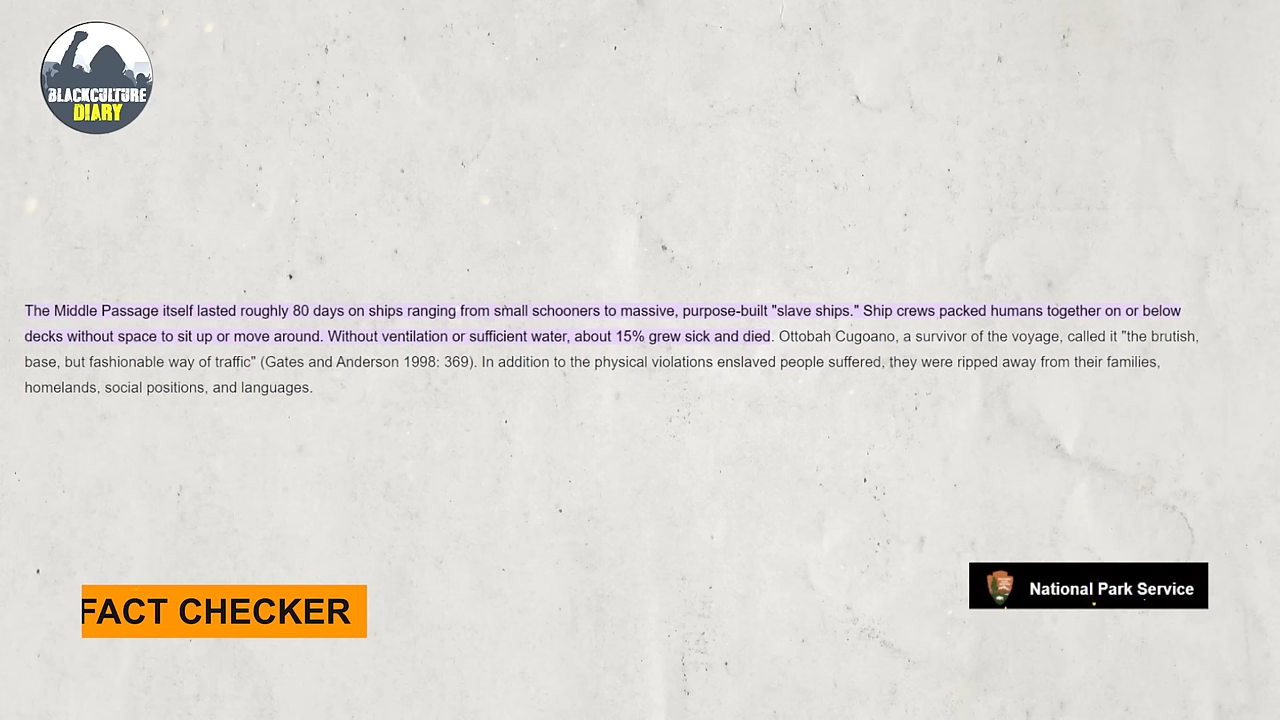 BLACKCULTURE
DIARY
The Middle Passage itself lasted roughly 80 days on ships ranging from small schooners to massive, purpose-built "slave ships." Ship crews packed humans together on or below
decks without space to sit up or move around. Without ventilation or sufficient water, about 15% grew sick and died. Ottobah Cugoano, a survivor of the voyage, called it "the brutish,
base, but fashionable way of traffic" (Gates and Anderson 1998: 369). In addition to the physical violations enslaved people suffered, they were ripped away from their families,
homelands, social positions, and languages.
FACT CHECKER
National Park Service